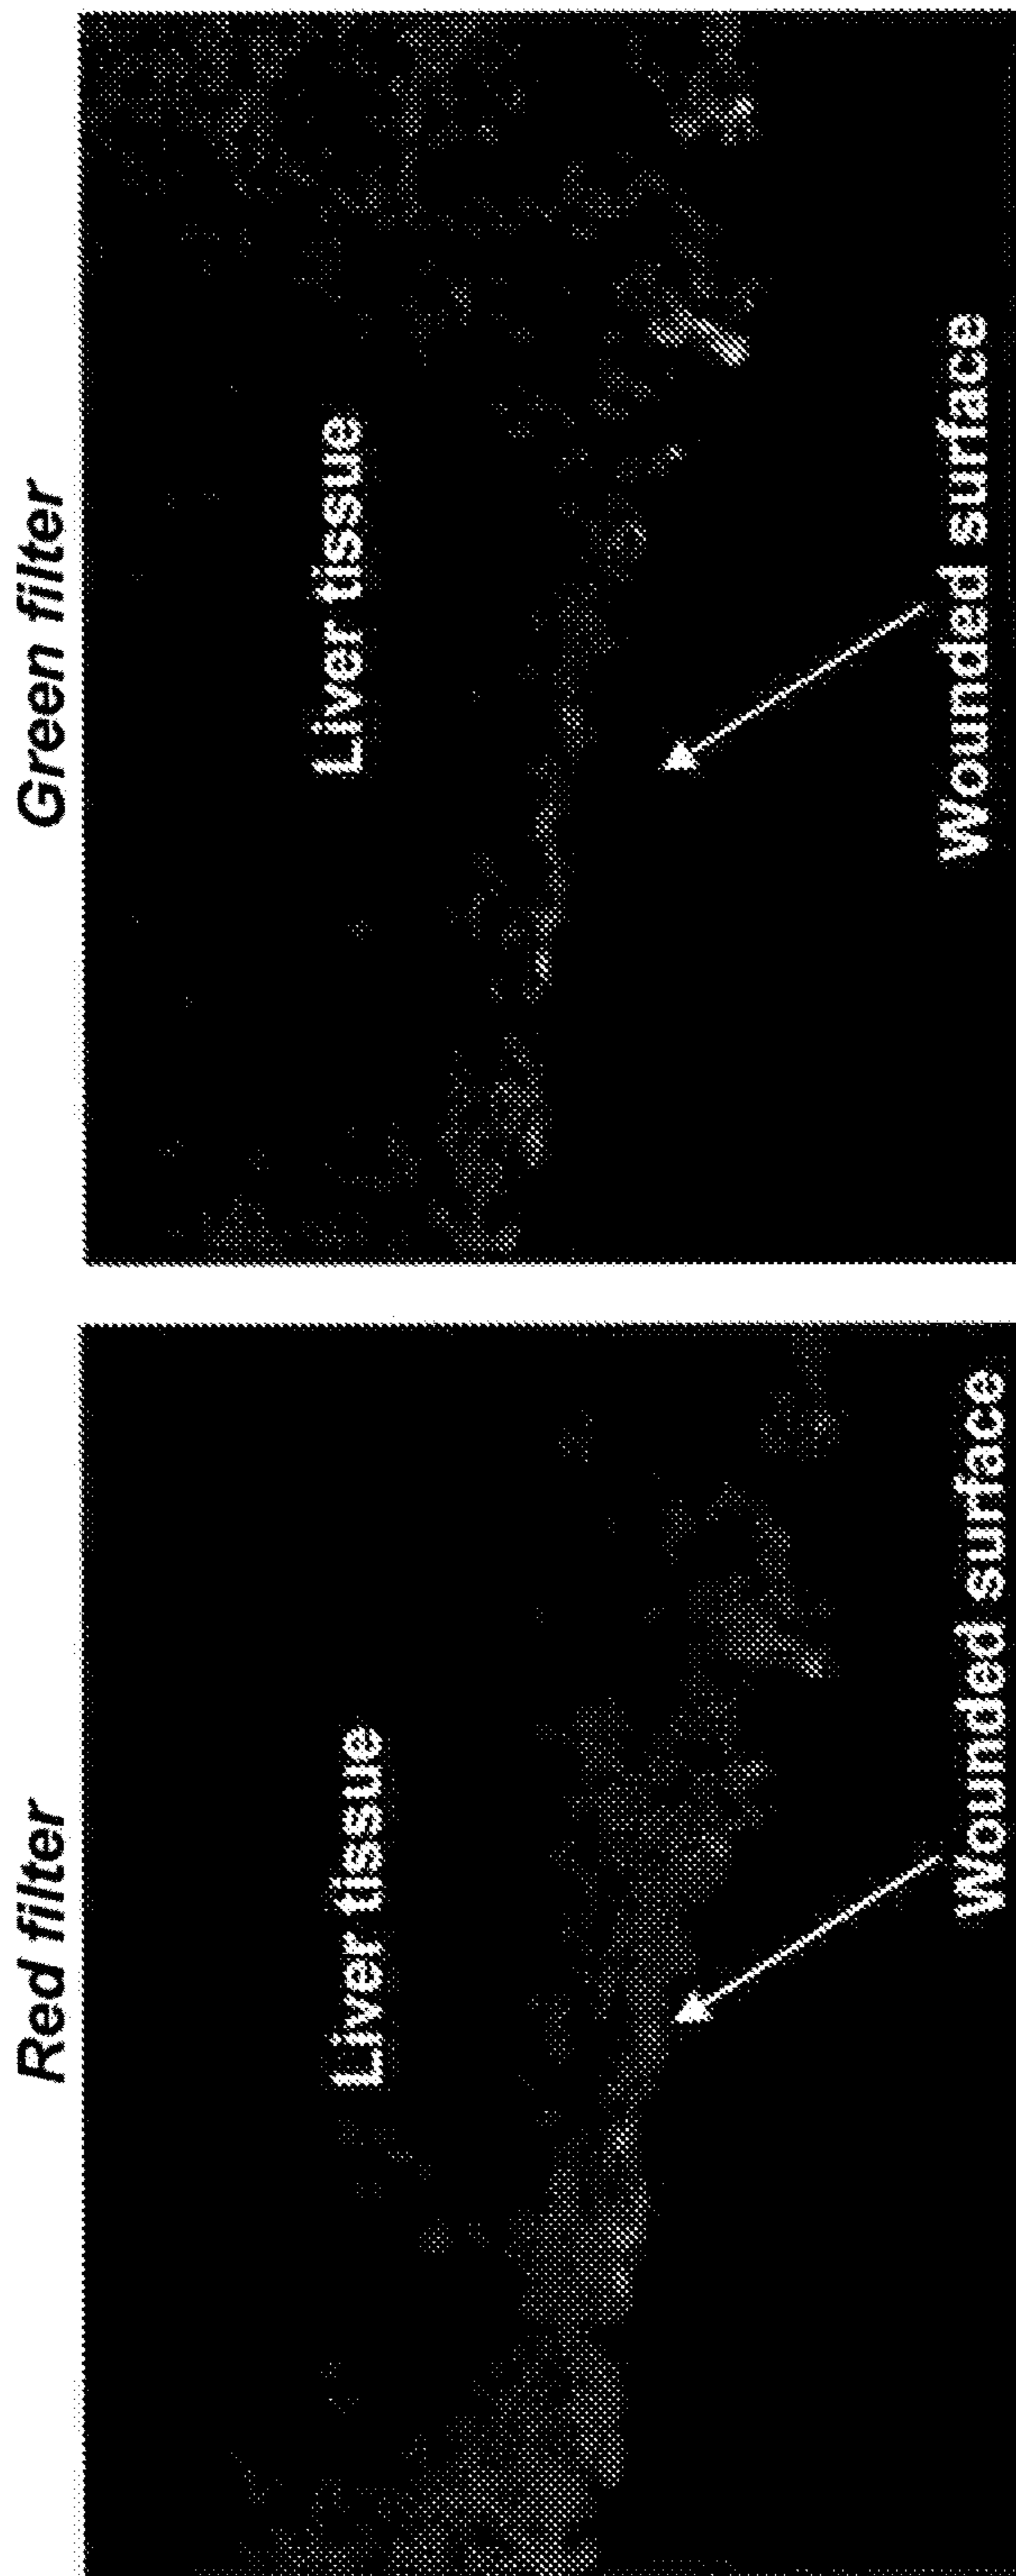 Red filter
Liver tissue
Wounded surface
Green filter
Liver tissue
Wounded surface